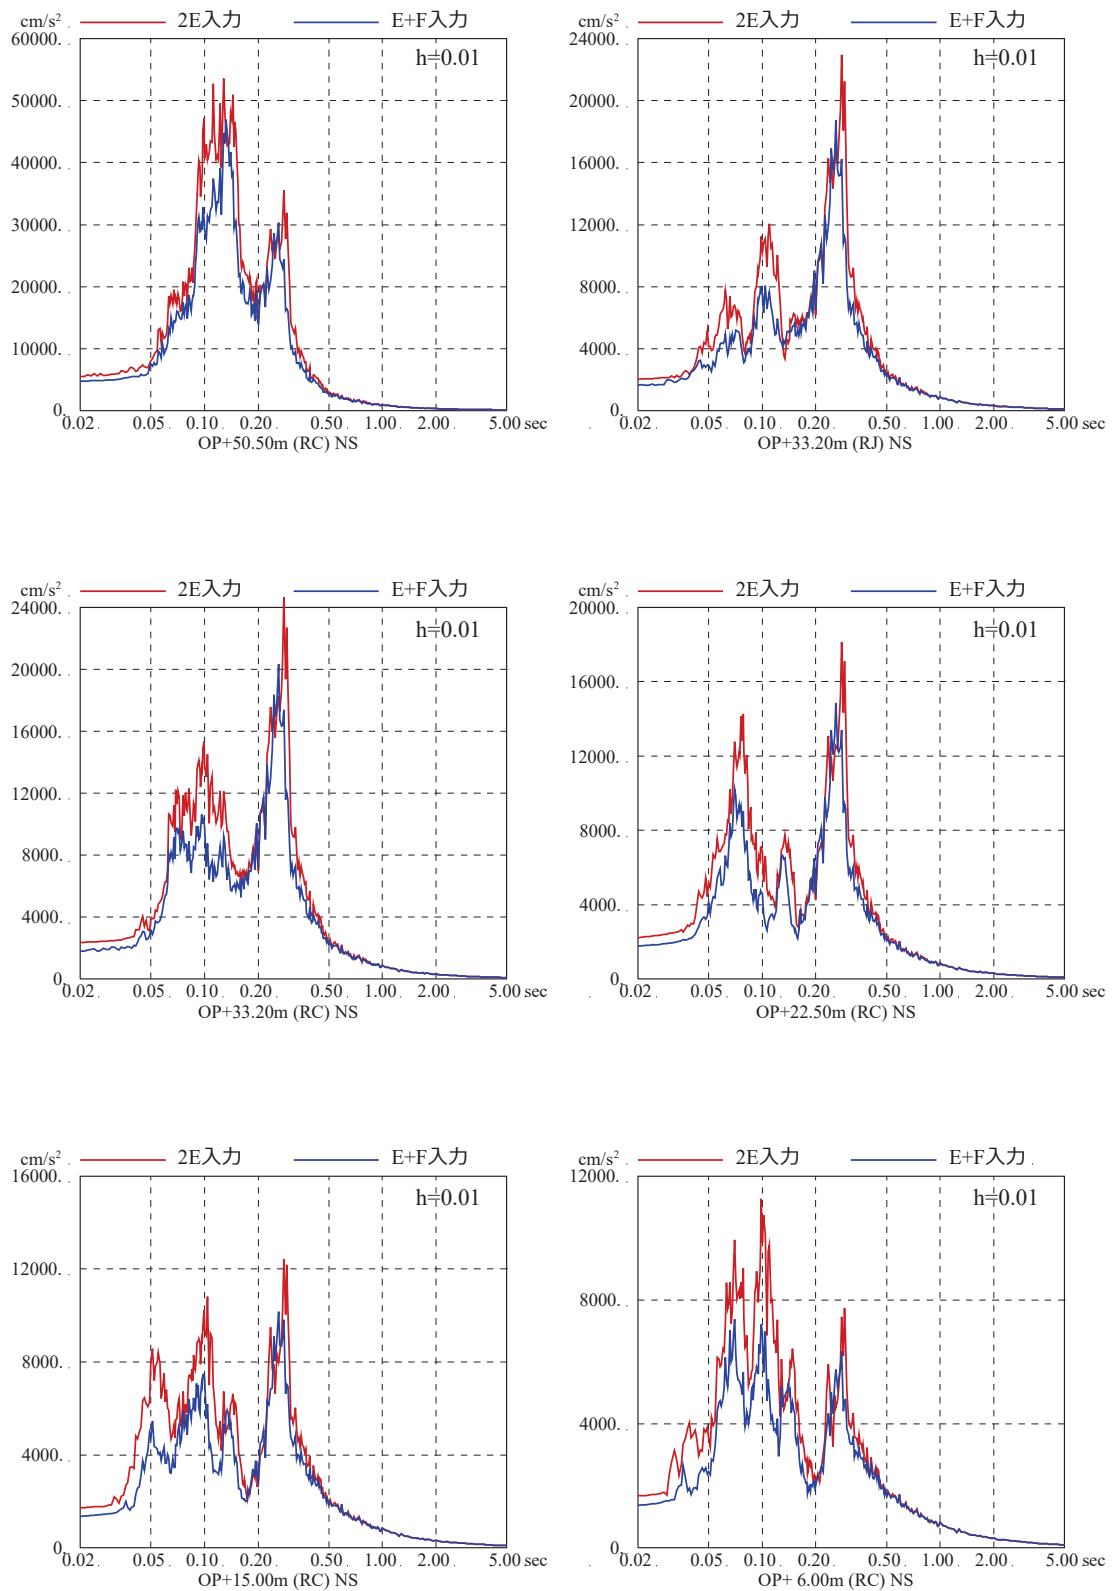 cm/s² 2E入力 E+F入力
60000.
h=0.01
50000.
40000.
30000.
20000.
10000.
0.
0.02 0.05 0.10 0.20 0.50 1.00 2.00 5.00 sec
OP+50.50m (RC) NS
cm/s² 2E入力 E+F入力
24000.
h=0.01
20000.
16000.
12000.
8000.
4000.
0.
0.02 0.05 0.10 0.20 0.50 1.00 2.00 5.00 sec
OP+33.20m (RJ) NS
cm/s² 2E入力 E+F入力
24000.
h=0.01
20000.
16000.
12000.
8000.
4000.
0.
0.02 0.05 0.10 0.20 0.50 1.00 2.00 5.00 sec
OP+33.20m (RC) NS
cm/s² 2E入力 E+F入力
20000.
h=0.01
16000.
12000.
8000.
4000.
0.
0.02 0.05 0.10 0.20 0.50 1.00 2.00 5.00 sec
OP+22.50m (RC) NS
cm/s² 2E入力 E+F入力
16000.
h=0.01
12000.
8000.
4000.
0.
0.02 0.05 0.10 0.20 0.50 1.00 2.00 5.00 sec
OP+15.00m (RC) NS
cm/s² 2E入力 E+F入力
12000.
h=0.01
8000.
4000.
0.
0.02 0.05 0.10 0.20 0.50 1.00 2.00 5.00 sec
OP+ 6.00m (RC) NS